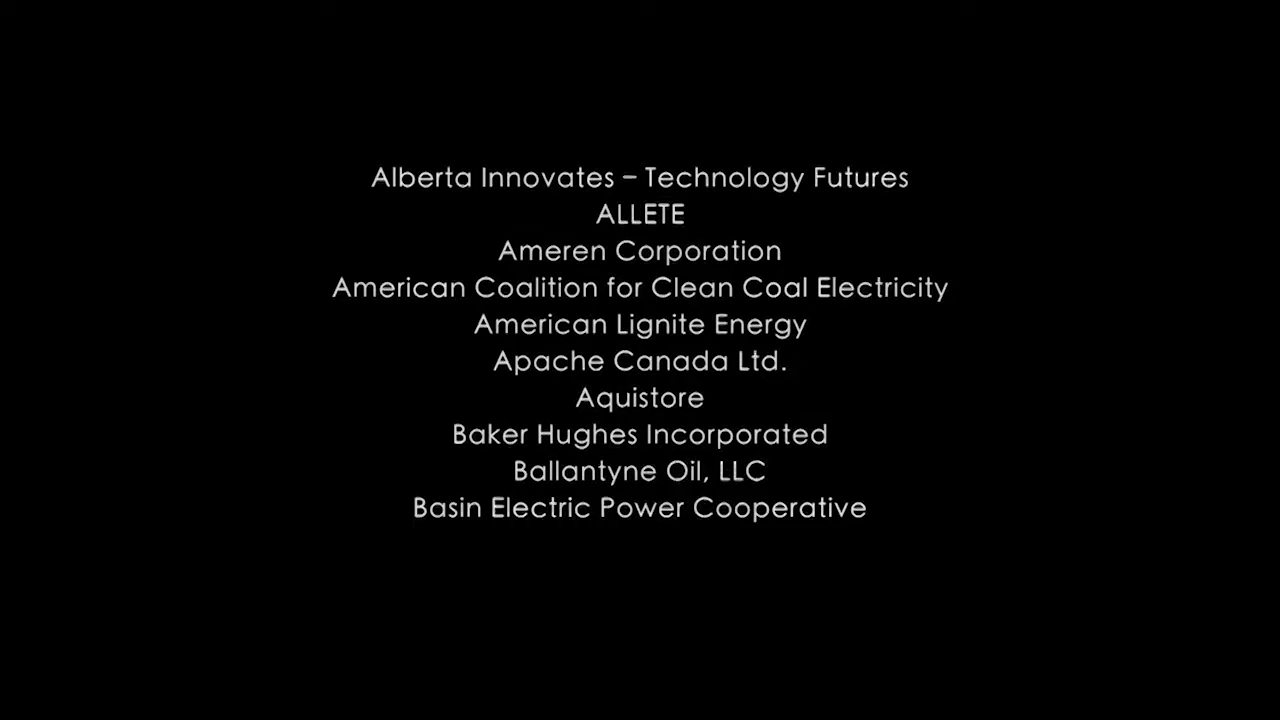 Alberta Innovates – Technology Futures
ALLETE
Ameren Corporation
American Coalition for Clean Coal Electricity
American Lignite Energy
Apache Canada Ltd.
Aquistore
Baker Hughes Incorporated
Ballantyne Oil, LLC
Basin Electric Power Cooperative